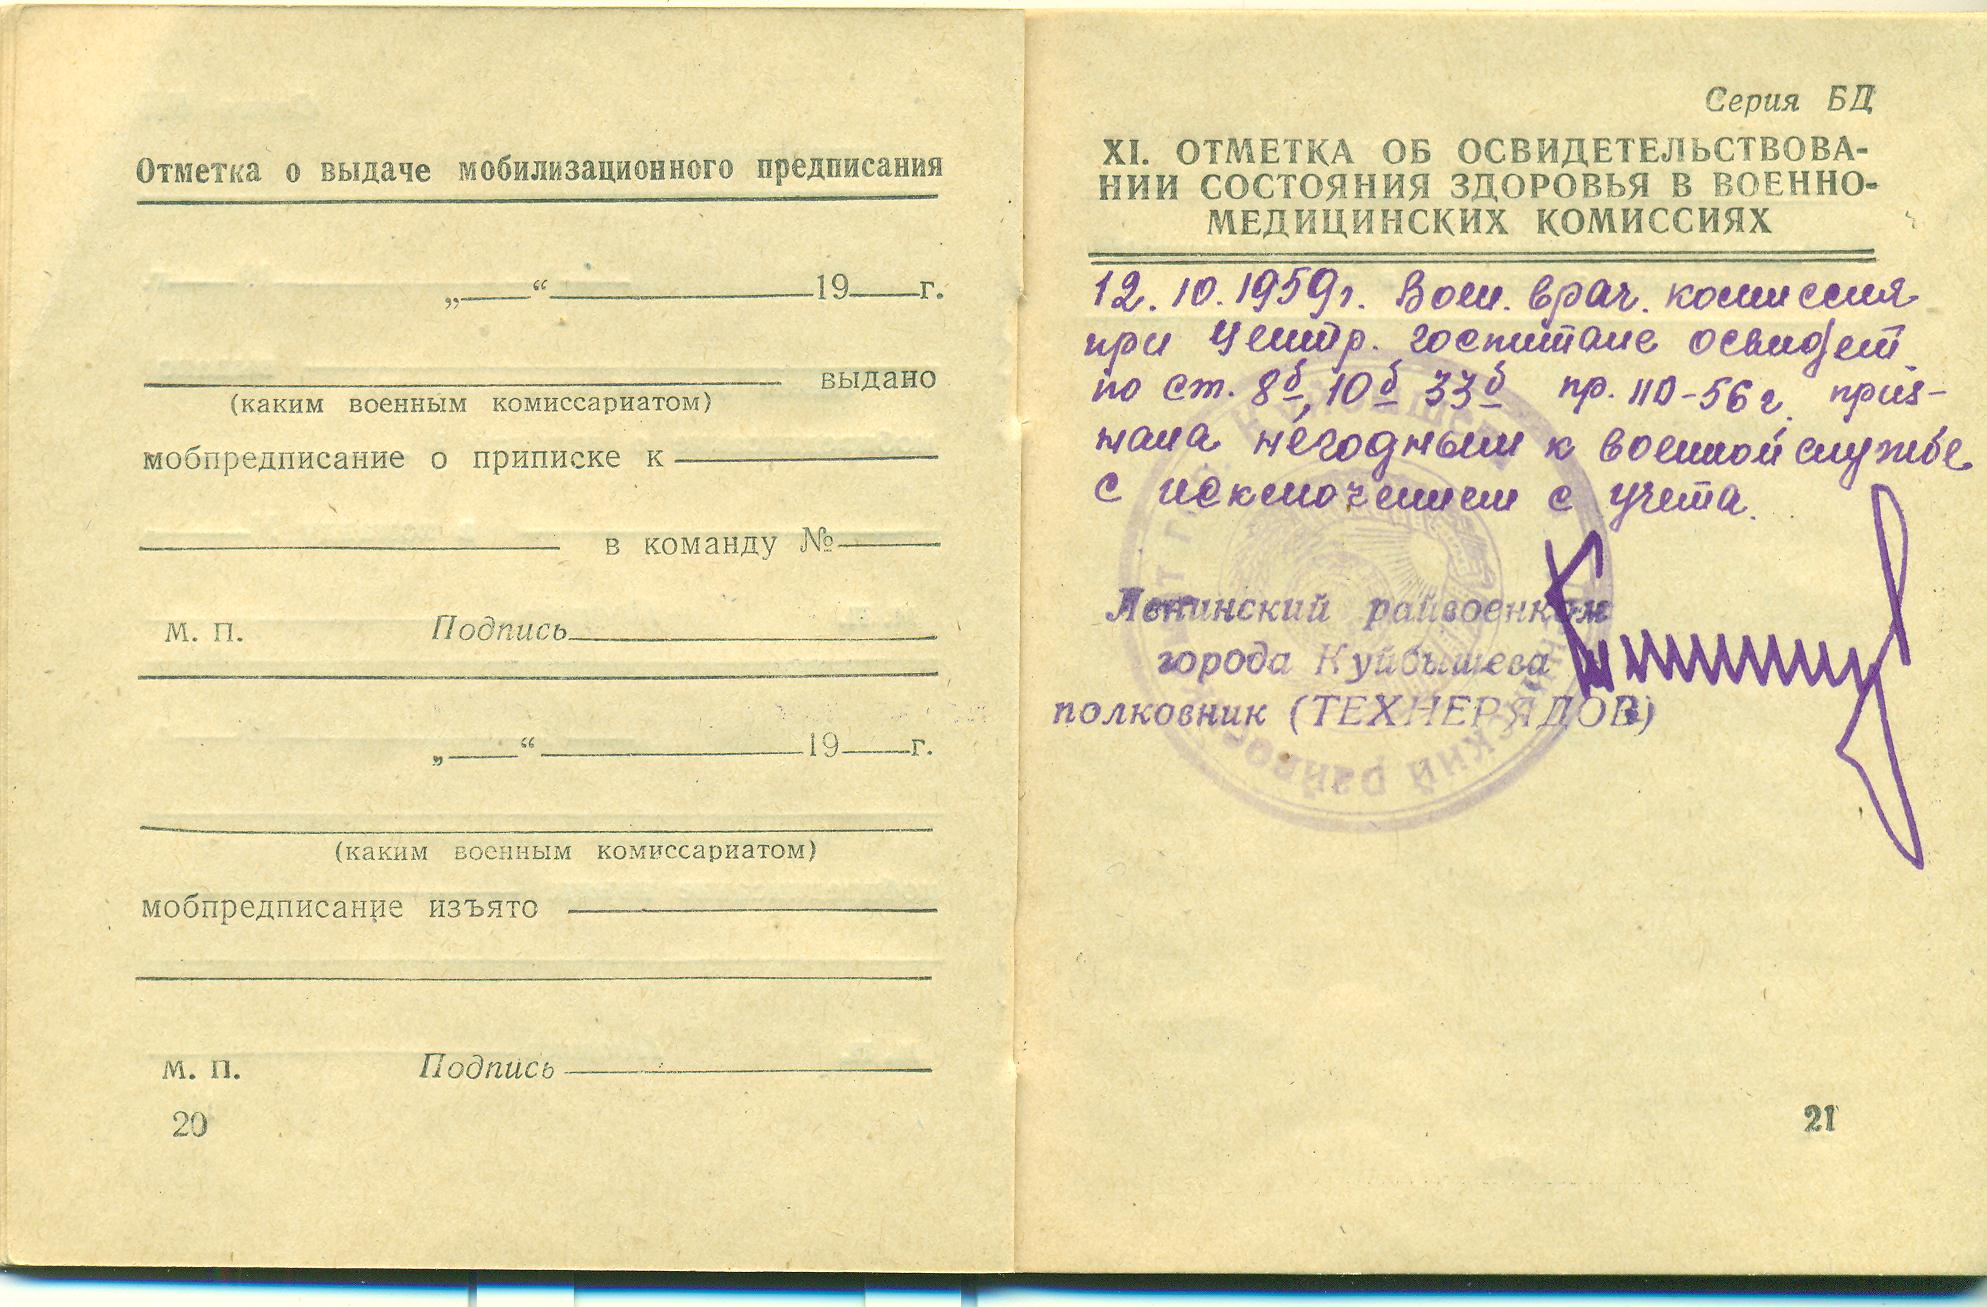 Отметка о выдаче мобилизационного предписания
„ “ 19 г.
выдано
(каким военным комиссариатом)
мобпредписание о приписке к
в команду №
М. П. Подпись
„ “ 19 г.
(каким военным комиссариатом)
мобпредписание изъято
М. П. Подпись
20
Серия БД
XI. ОТМЕТКА ОБ ОСВИДЕТЕЛЬСТВОВА-
НИИ СОСТОЯНИЯ ЗДОРОВЬЯ В ВОЕННО-
МЕДИЦИНСКИХ КОМИССИЯХ
12.10.1959г. Воен. врач. комиссия
при Центр. госпитале освидет.
по ст. 8б, 10б 33б пр. 110-56г. приз-
нала негодным к военной службе
с исключением с учета.
Ленинский райвоенком
города Куйбышева
полковник (ТЕХНЕРЯДОВ)
21